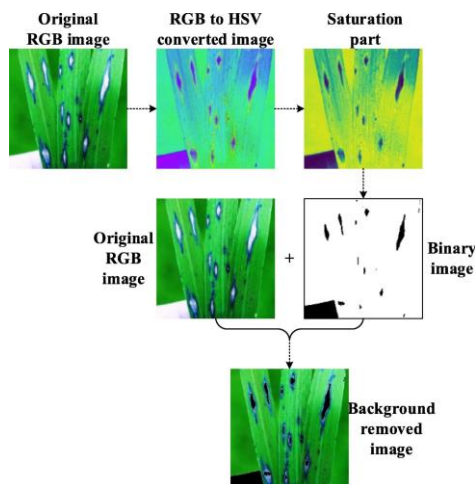 Original
RGB image
RGB to HSV
converted image
Saturation
part
Original
RGB
image
+
Binary
image
Background
removed
image